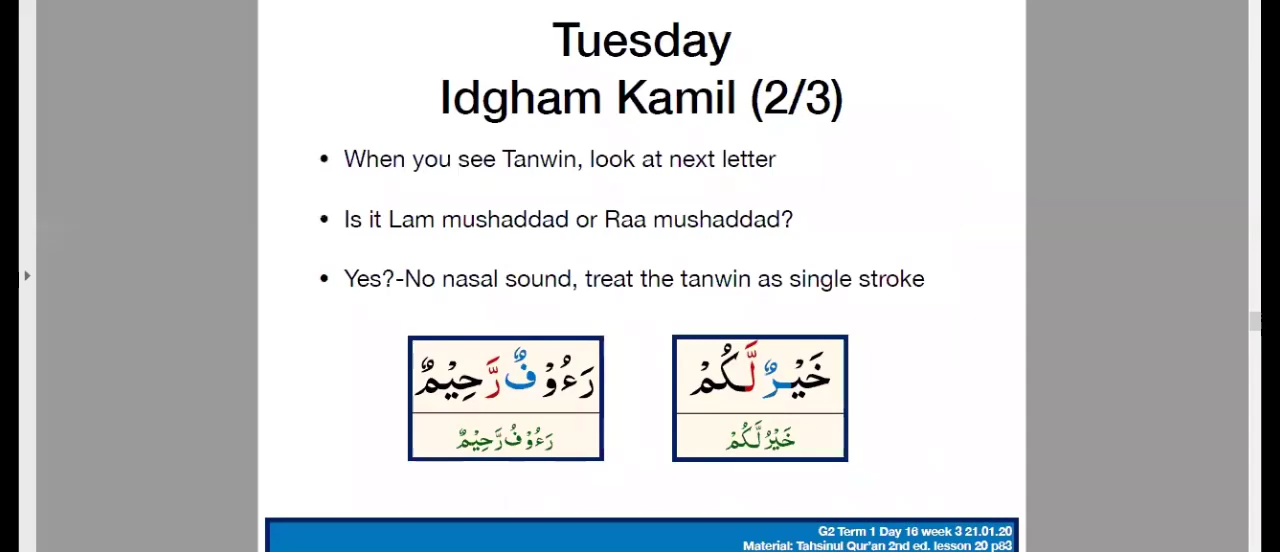 Tuesday
Idgham Kamil (2/3)
• When you see Tanwin, look at next letter
• Is it Lam mushaddad or Raa mushaddad?
• Yes?-No nasal sound, treat the tanwin as single stroke
خَيْرٌ لَّكُمْ
خَيْرُ لَّكُمْ
رَءُوْفٌ رَّحِيْمٌ
رَءُوْفُ رَّحِيْمٌ
G2 Term 1 Day 16 week 3 21.01.20
Material: Tahsinul Qur'an 2nd ed. lesson 20 p83